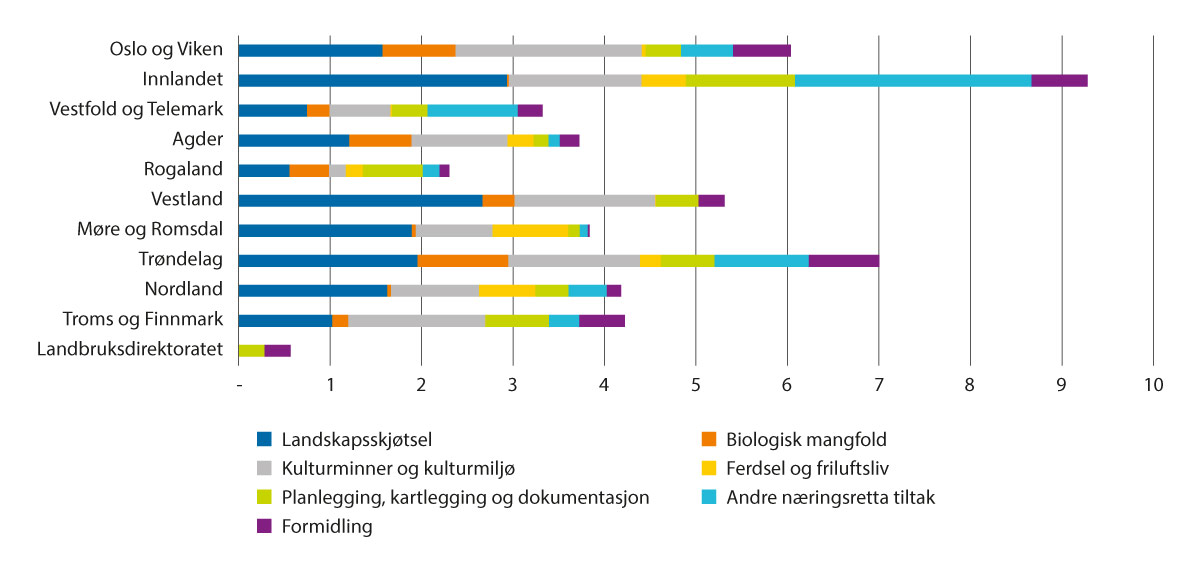 Oslo og Viken
Innlandet
Vestfold og Telemark
Agder
Rogaland
Vestland
Møre og Romsdal
Trøndelag
Nordland
Troms og Finnmark
Landbruksdirektoratet
- 1 2 3 4 5 6 7 8 9 10
Landskapsskjøtsel
Biologisk mangfold
Kulturminner og kulturmiljø
Ferdsel og friluftsliv
Planlegging, kartlegging og dokumentasjon
Andre næringsretta tiltak
Formidling